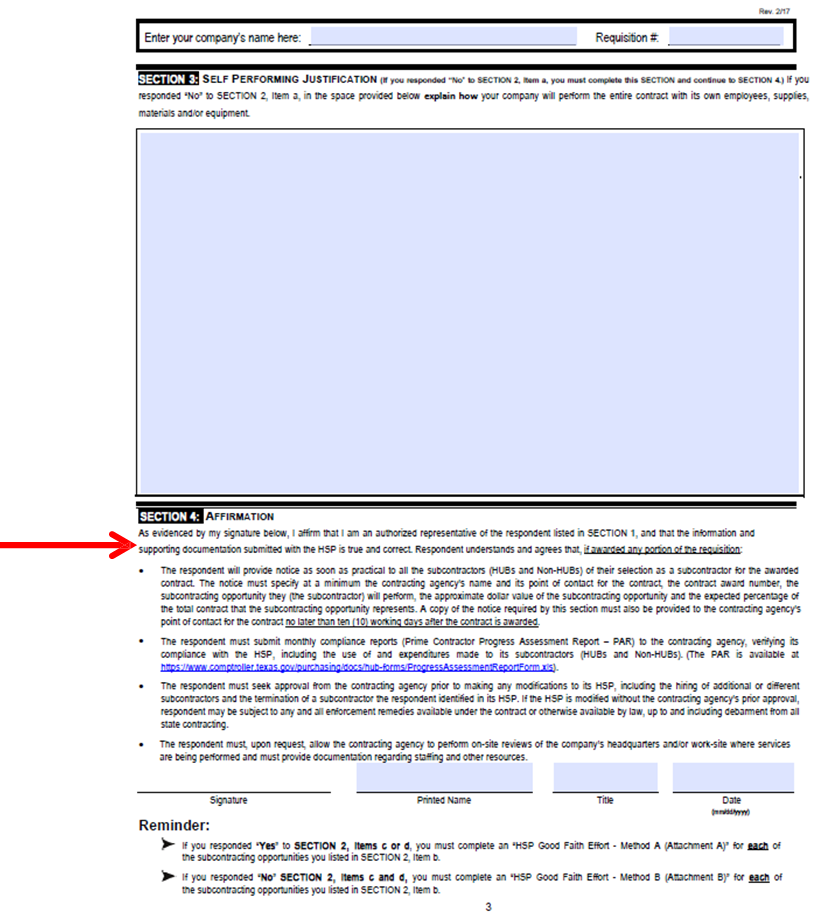 Rev. 2/17
Enter your company's name here: Requisition #:
SECTION 3: SELF PERFORMING JUSTIFICATION (If you responded "No" to SECTION 2, Item a, you must complete this SECTION and continue to SECTION 4.) If you
responded "No" to SECTION 2, Item a, in the space provided below explain how your company will perform the entire contract with its own employees, supplies,
materials and/or equipment.
SECTION 4: AFFIRMATION
As evidenced by my signature below, I affirm that I am an authorized representative of the respondent listed in SECTION 1, and that the information and
supporting documentation submitted with the HSP is true and correct. Respondent understands and agrees that, if awarded any portion of the requisition:
• The respondent will provide notice as soon as practical to all the subcontractors (HUBs and Non-HUBs) of their selection as a subcontractor for the awarded
contract. The notice must specify at a minimum the contracting agency's name and its point of contact for the contract, the contract award number, the
subcontracting opportunity they (the subcontractor) will perform, the approximate dollar value of the subcontracting opportunity and the expected percentage of
the total contract that the subcontracting opportunity represents. A copy of the notice required by this section must also be provided to the contracting agency's
point of contact for the contract no later than ten (10) working days after the contract is awarded.
• The respondent must submit monthly compliance reports (Prime Contractor Progress Assessment Report – PAR) to the contracting agency, verifying its
compliance with the HSP, including the use of and expenditures made to its subcontractors (HUBs and Non-HUBs). (The PAR is available at
https://www.comptroller.texas.gov/purchasing/docs/hub-forms/ProgressAssessmentReportForm.xls).
• The respondent must seek approval from the contracting agency prior to making any modifications to its HSP, including the hiring of additional or different
subcontractors and the termination of a subcontractor the respondent identified in its HSP. If the HSP is modified without the contracting agency's prior approval,
respondent may be subject to any and all enforcement remedies available under the contract or otherwise available by law, up to and including debarment from all
state contracting.
• The respondent must, upon request, allow the contracting agency to perform on-site reviews of the company's headquarters and/or work-site where services
are being performed and must provide documentation regarding staffing and other resources.
Signature Printed Name Title Date
(mm/dd/yyyy)
Reminder:
➢ If you responded "Yes" to SECTION 2, Items c or d, you must complete an "HSP Good Faith Effort - Method A (Attachment A)" for each of
the subcontracting opportunities you listed in SECTION 2, Item b.
➢ If you responded "No" SECTION 2, Items c and d, you must complete an "HSP Good Faith Effort - Method B (Attachment B)" for each of
the subcontracting opportunities you listed in SECTION 2, Item b.
3